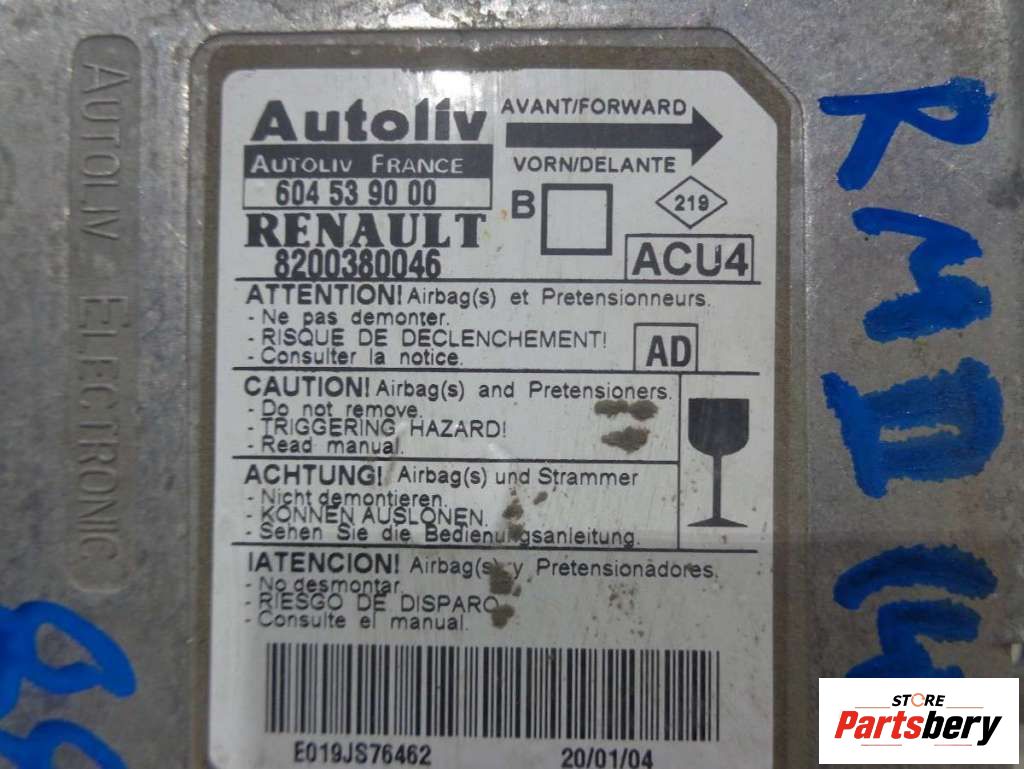 AUTOLIV ELECTRONIC
Autoliv
AUTOLIV FRANCE
604 53 90 00
RENAULT
8200380046
AVANT/FORWARD
VORN/DELANTE
B
219
ACU4
ATTENTION! Airbag(s) et Pretensionneurs.
- Ne pas demonter.
- RISQUE DE DECLENCHEMENT!
- Consulter la notice.
AD
CAUTION! Airbag(s) and Pretensioners.
- Do not remove.
- TRIGGERING HAZARD!
- Read manual.
ACHTUNG! Airbag(s) und Strammer
- Nicht demontieren.
- KONNEN AUSLONEN.
- Sehen Sie die Bedienungsanleitung.
IATENCION! Airbag(s) y Pretensionadores.
- No desmontar.
- RIESGO DE DISPARO
- Consulte el manual.
E019JS76462
20/01/04
RMII
STORE
Partsbery